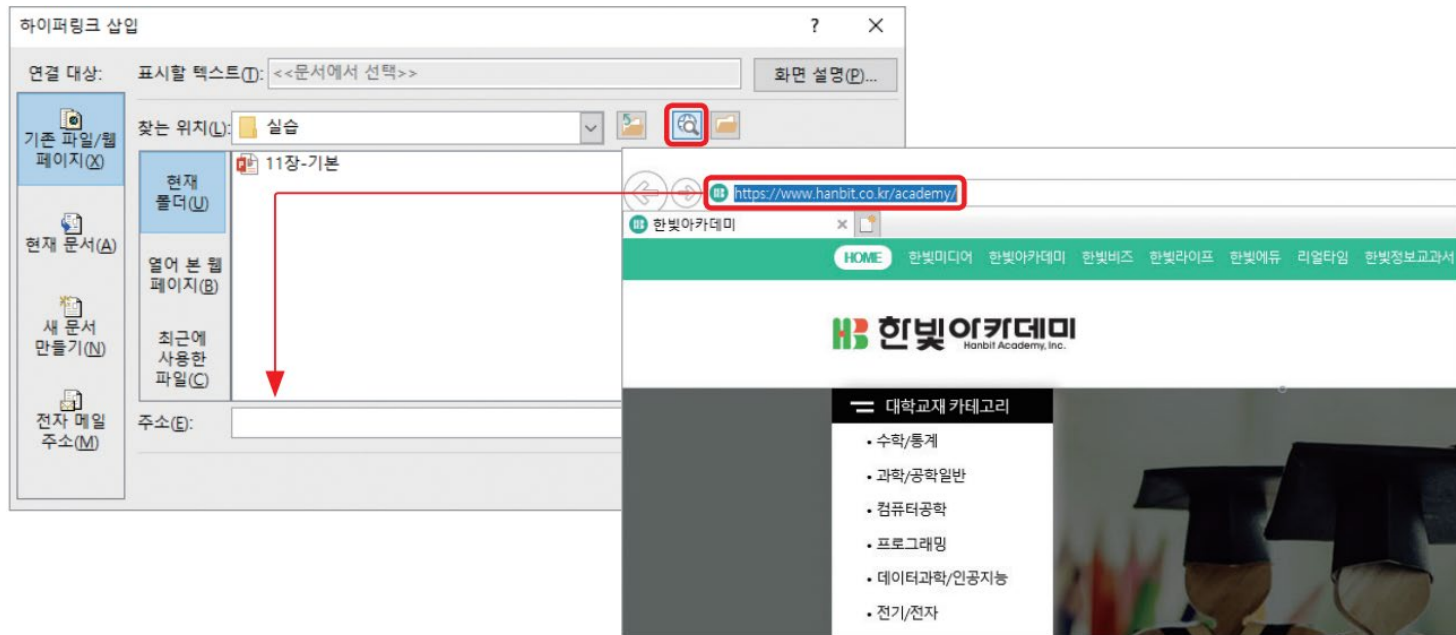 하이퍼링크 삽입 ? ×
연결 대상:
표시할 텍스트(T): <<문서에서 선택>>
화면 설명(P)...
기존 파일/웹
페이지(X)
현재 문서(A)
새 문서
만들기(N)
전자 메일
주소(M)
찾는 위치(L): 실습
현재
폴더(U)
열어 본 웹
페이지(B)
최근에
사용한
파일(C)
11장-기본
주소(E):
https://www.hanbit.co.kr/academy/
한빛아카데미 ×
HOME 한빛미디어 한빛아카데미 한빛비즈 한빛라이프 한빛에듀 리얼타임 한빛정보교과서
HB 한빛아카데미
Hanbit Academy, Inc.
대학교재 카테고리
• 수학/통계
• 과학/공학일반
• 컴퓨터공학
• 프로그래밍
• 데이터과학/인공지능
• 전기/전자